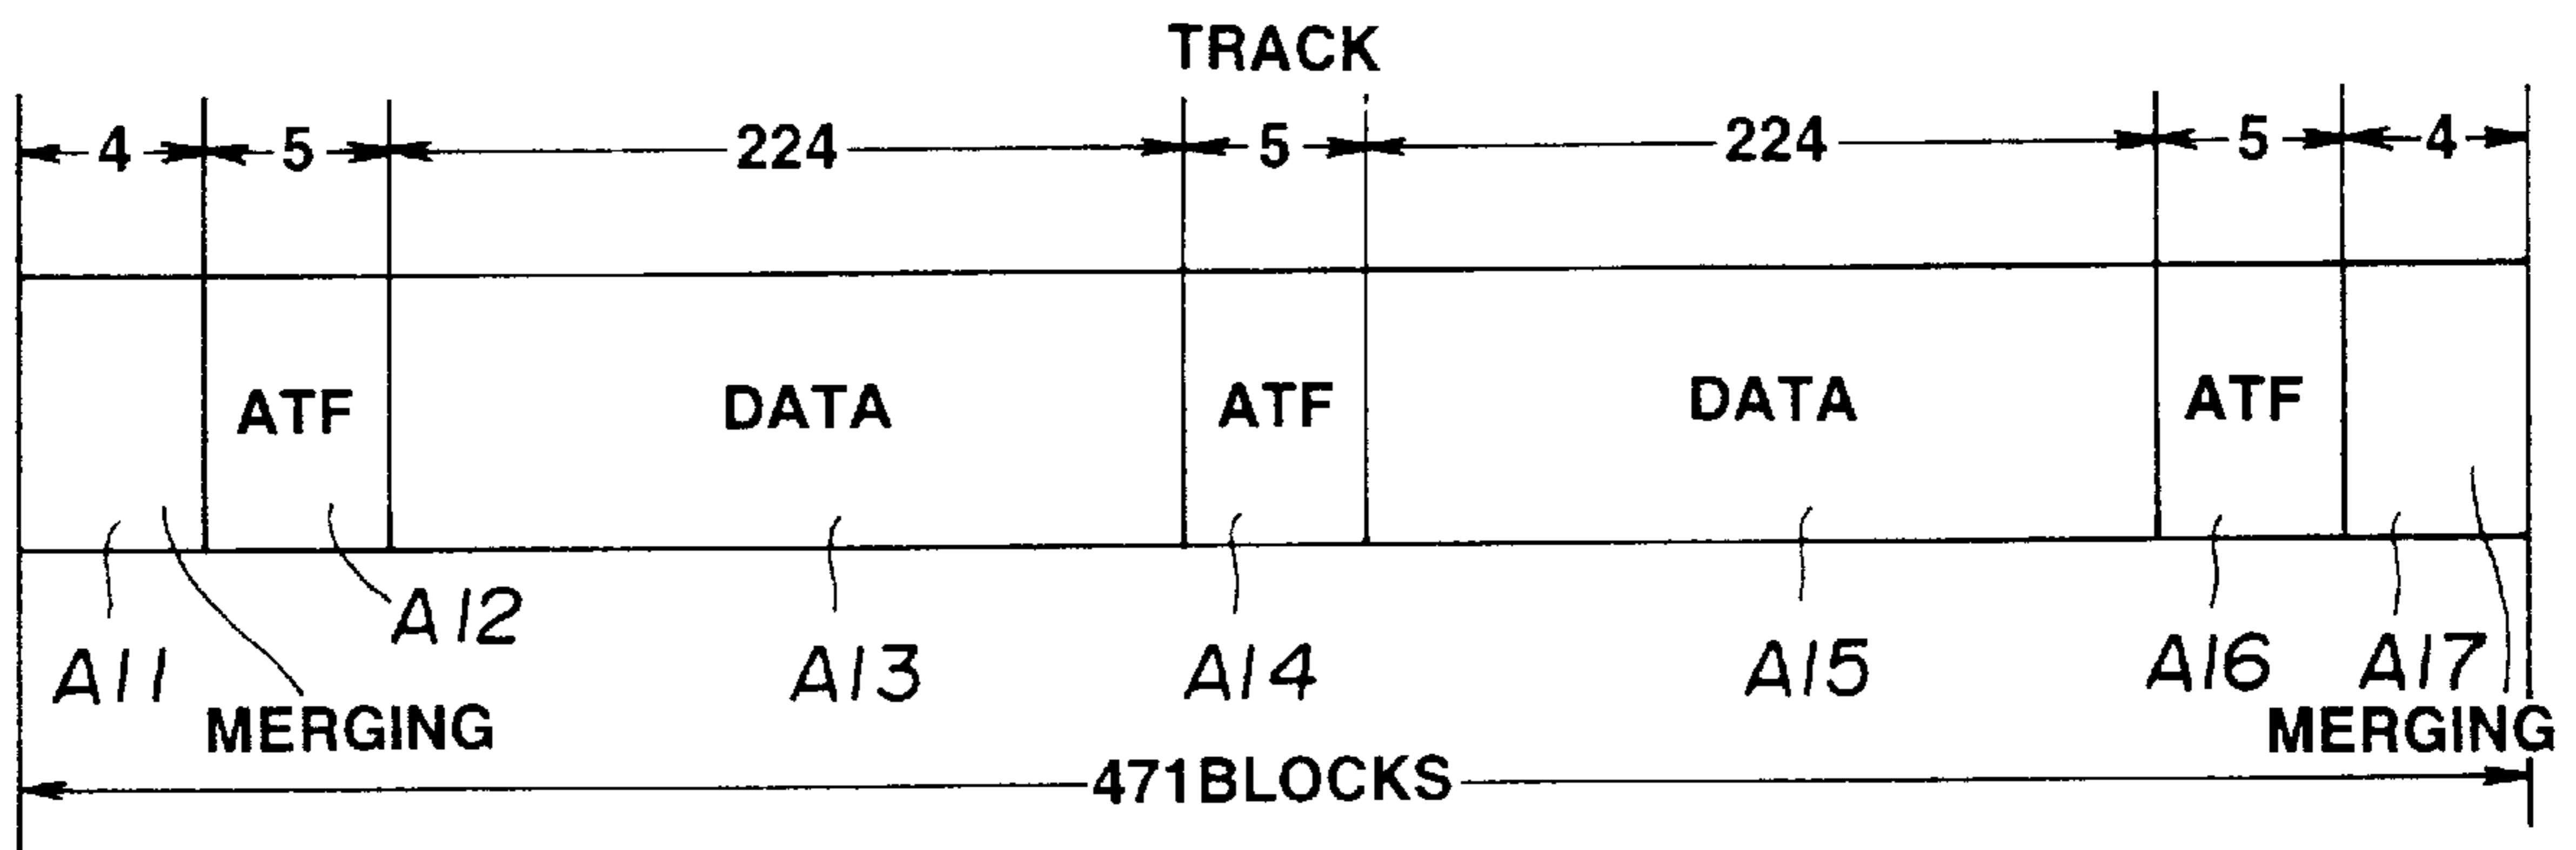 TRACK
4 5 224 5 224 5 4
ATF DATA ATF DATA ATF
A11 A12 A13 A14 A15 A16 A17
MERGING MERGING
471BLOCKS